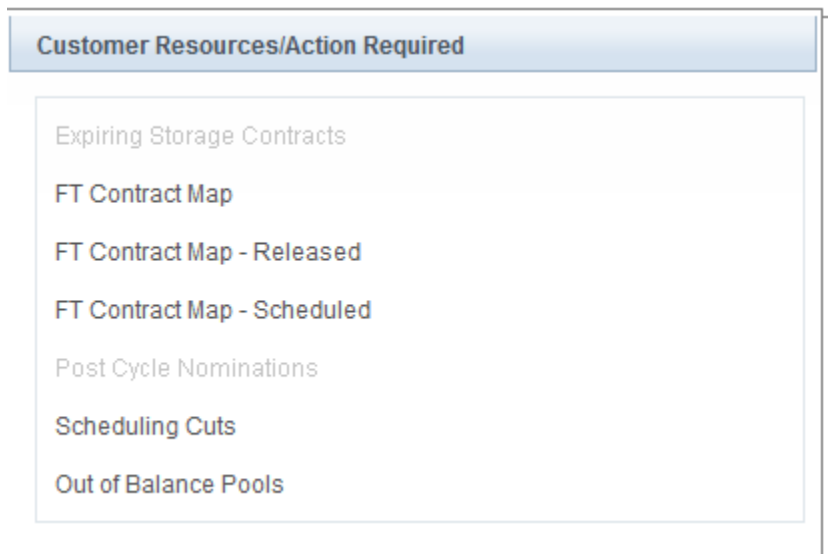 Customer Resources/Action Required
Expiring Storage Contracts
FT Contract Map
FT Contract Map - Released
FT Contract Map - Scheduled
Post Cycle Nominations
Scheduling Cuts
Out of Balance Pools